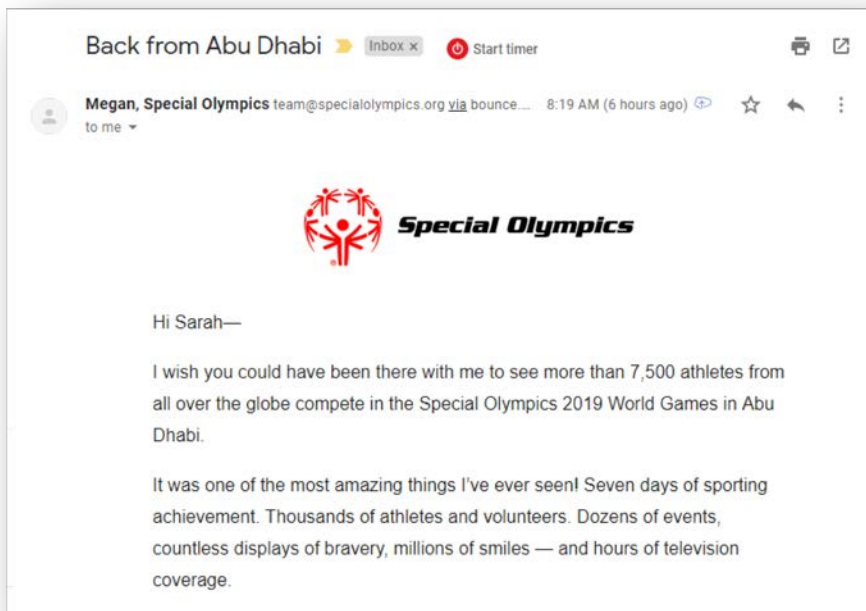 Back from Abu Dhabi Inbox x Start timer
Megan, Special Olympics team@specialolympics.org via bounce.... 8:19 AM (6 hours ago)
to me
Special Olympics
Hi Sarah—
I wish you could have been there with me to see more than 7,500 athletes from
all over the globe compete in the Special Olympics 2019 World Games in Abu
Dhabi.
It was one of the most amazing things I've ever seen! Seven days of sporting
achievement. Thousands of athletes and volunteers. Dozens of events,
countless displays of bravery, millions of smiles — and hours of television
coverage.